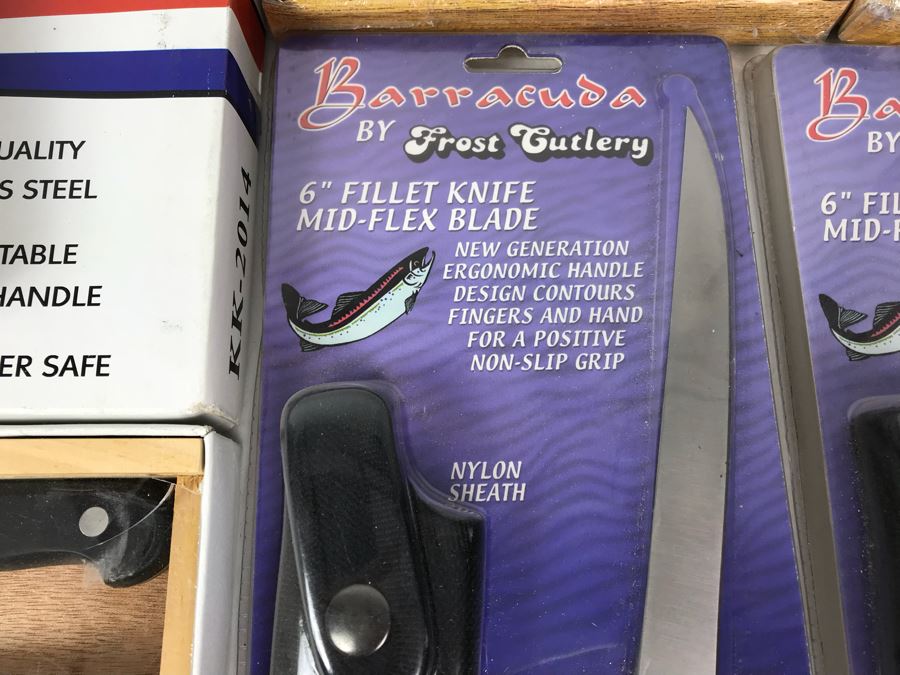 UALITY
S STEEL
TABLE
HANDLE
ER SAFE
KK-2014
Barracuda
BY Frost Cutlery
6" FILLET KNIFE
MID-FLEX BLADE
NEW GENERATION
ERGONOMIC HANDLE
DESIGN CONTOURS
FINGERS AND HAND
FOR A POSITIVE
NON-SLIP GRIP
NYLON
SHEATH
Ba
BY
6" FIL
MID-F